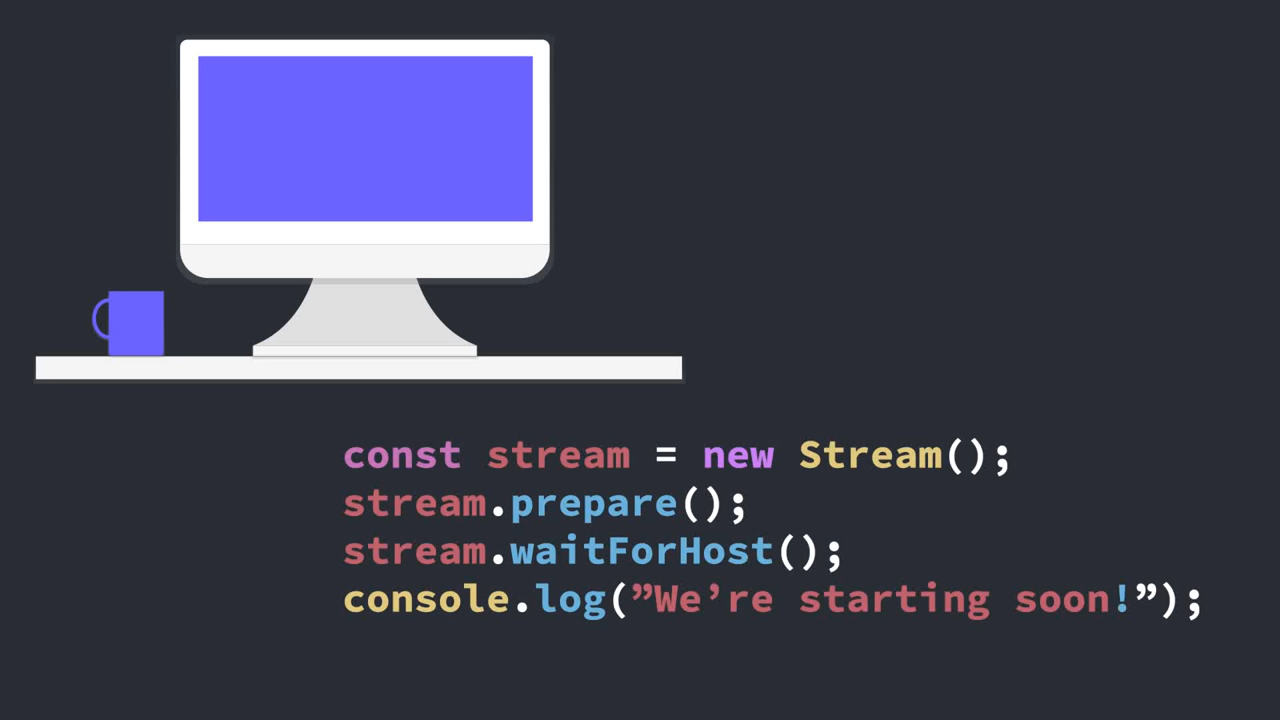 const stream = new Stream();
stream.prepare();
stream.waitForHost();
console.log(”We’re starting soon!”);